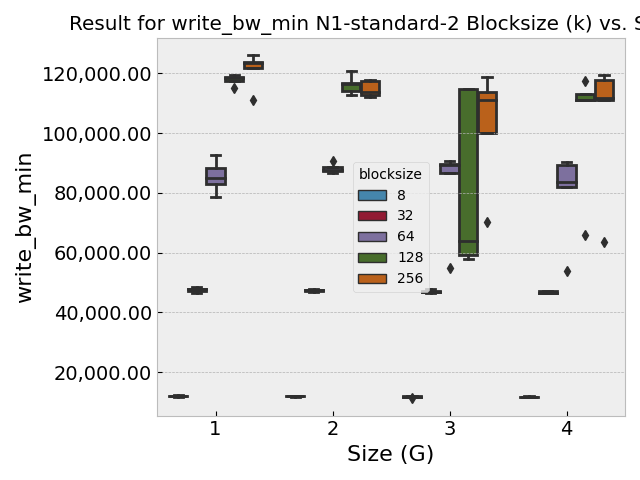 Result for write_bw_min N1-standard-2 Blocksize (k) vs. S
120,000.00
100,000.00
80,000.00
60,000.00
40,000.00
20,000.00
write_bw_min
blocksize
8
32
64
128
256
1 2 3 4
Size (G)